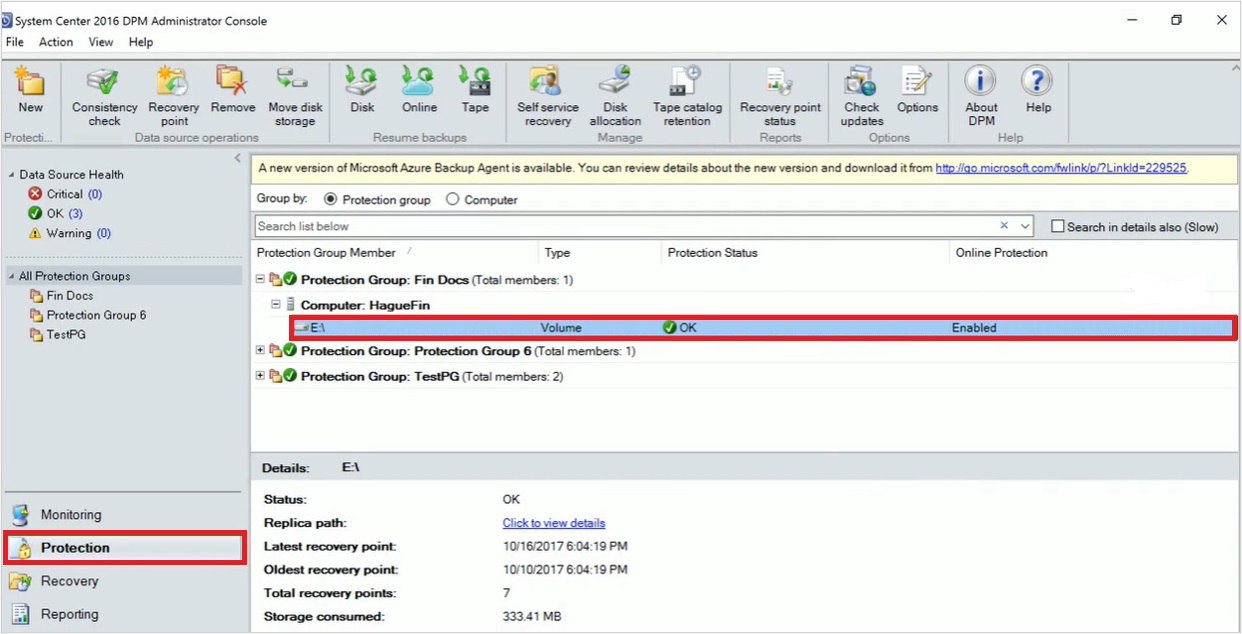 System Center 2016 DPM Administrator Console
File Action View Help
New
Consistency check
Recovery point
Remove
Move disk storage
Disk
Online
Tape
Self service recovery
Disk allocation
Tape catalog retention
Recovery point status
Check updates
Options
About DPM
Help
Protecti...
Data source operations
Resume backups
Manage
Reports
Options
Help
Data Source Health
Critical (0)
OK (3)
Warning (0)
All Protection Groups
Fin Docs
Protection Group 6
TestPG
Monitoring
Protection
Recovery
Reporting
A new version of Microsoft Azure Backup Agent is available. You can review details about the new version and download it from http://go.microsoft.com/fwlink/p/?LinkId=229525.
Group by: Protection group Computer
Search list below
Search in details also (Slow)
Protection Group Member / Type Protection Status Online Protection
Protection Group: Fin Docs (Total members: 1)
Computer: HagueFin
E:\ Volume OK Enabled
Protection Group: Protection Group 6 (Total members: 1)
Protection Group: TestPG (Total members: 2)
Details: E:\
Status: OK
Replica path: Click to view details
Latest recovery point: 10/16/2017 6:04:19 PM
Oldest recovery point: 10/10/2017 6:04:19 PM
Total recovery points: 7
Storage consumed: 333.41 MB